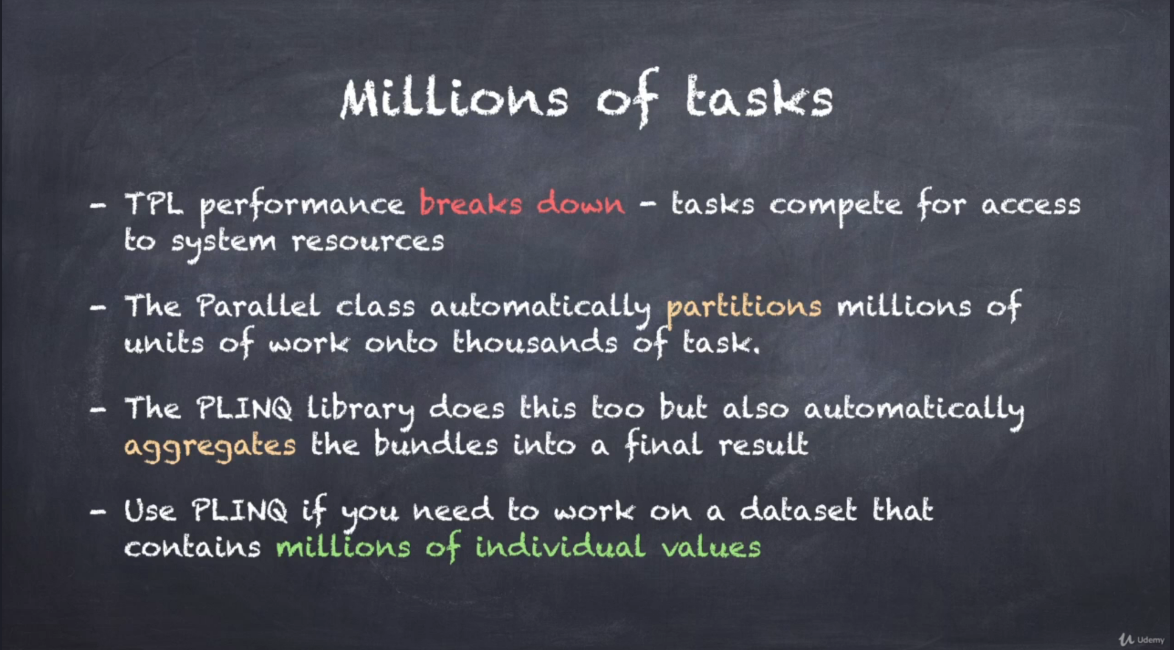 Millions of tasks
- TPL performance breaks down - tasks compete for access
to system resources
- The Parallel class automatically partitions millions of
units of work onto thousands of task.
- The PLINQ library does this too but also automatically
aggregates the bundles into a final result
- Use PLINQ if you need to work on a dataset that
contains millions of individual values
Udemy